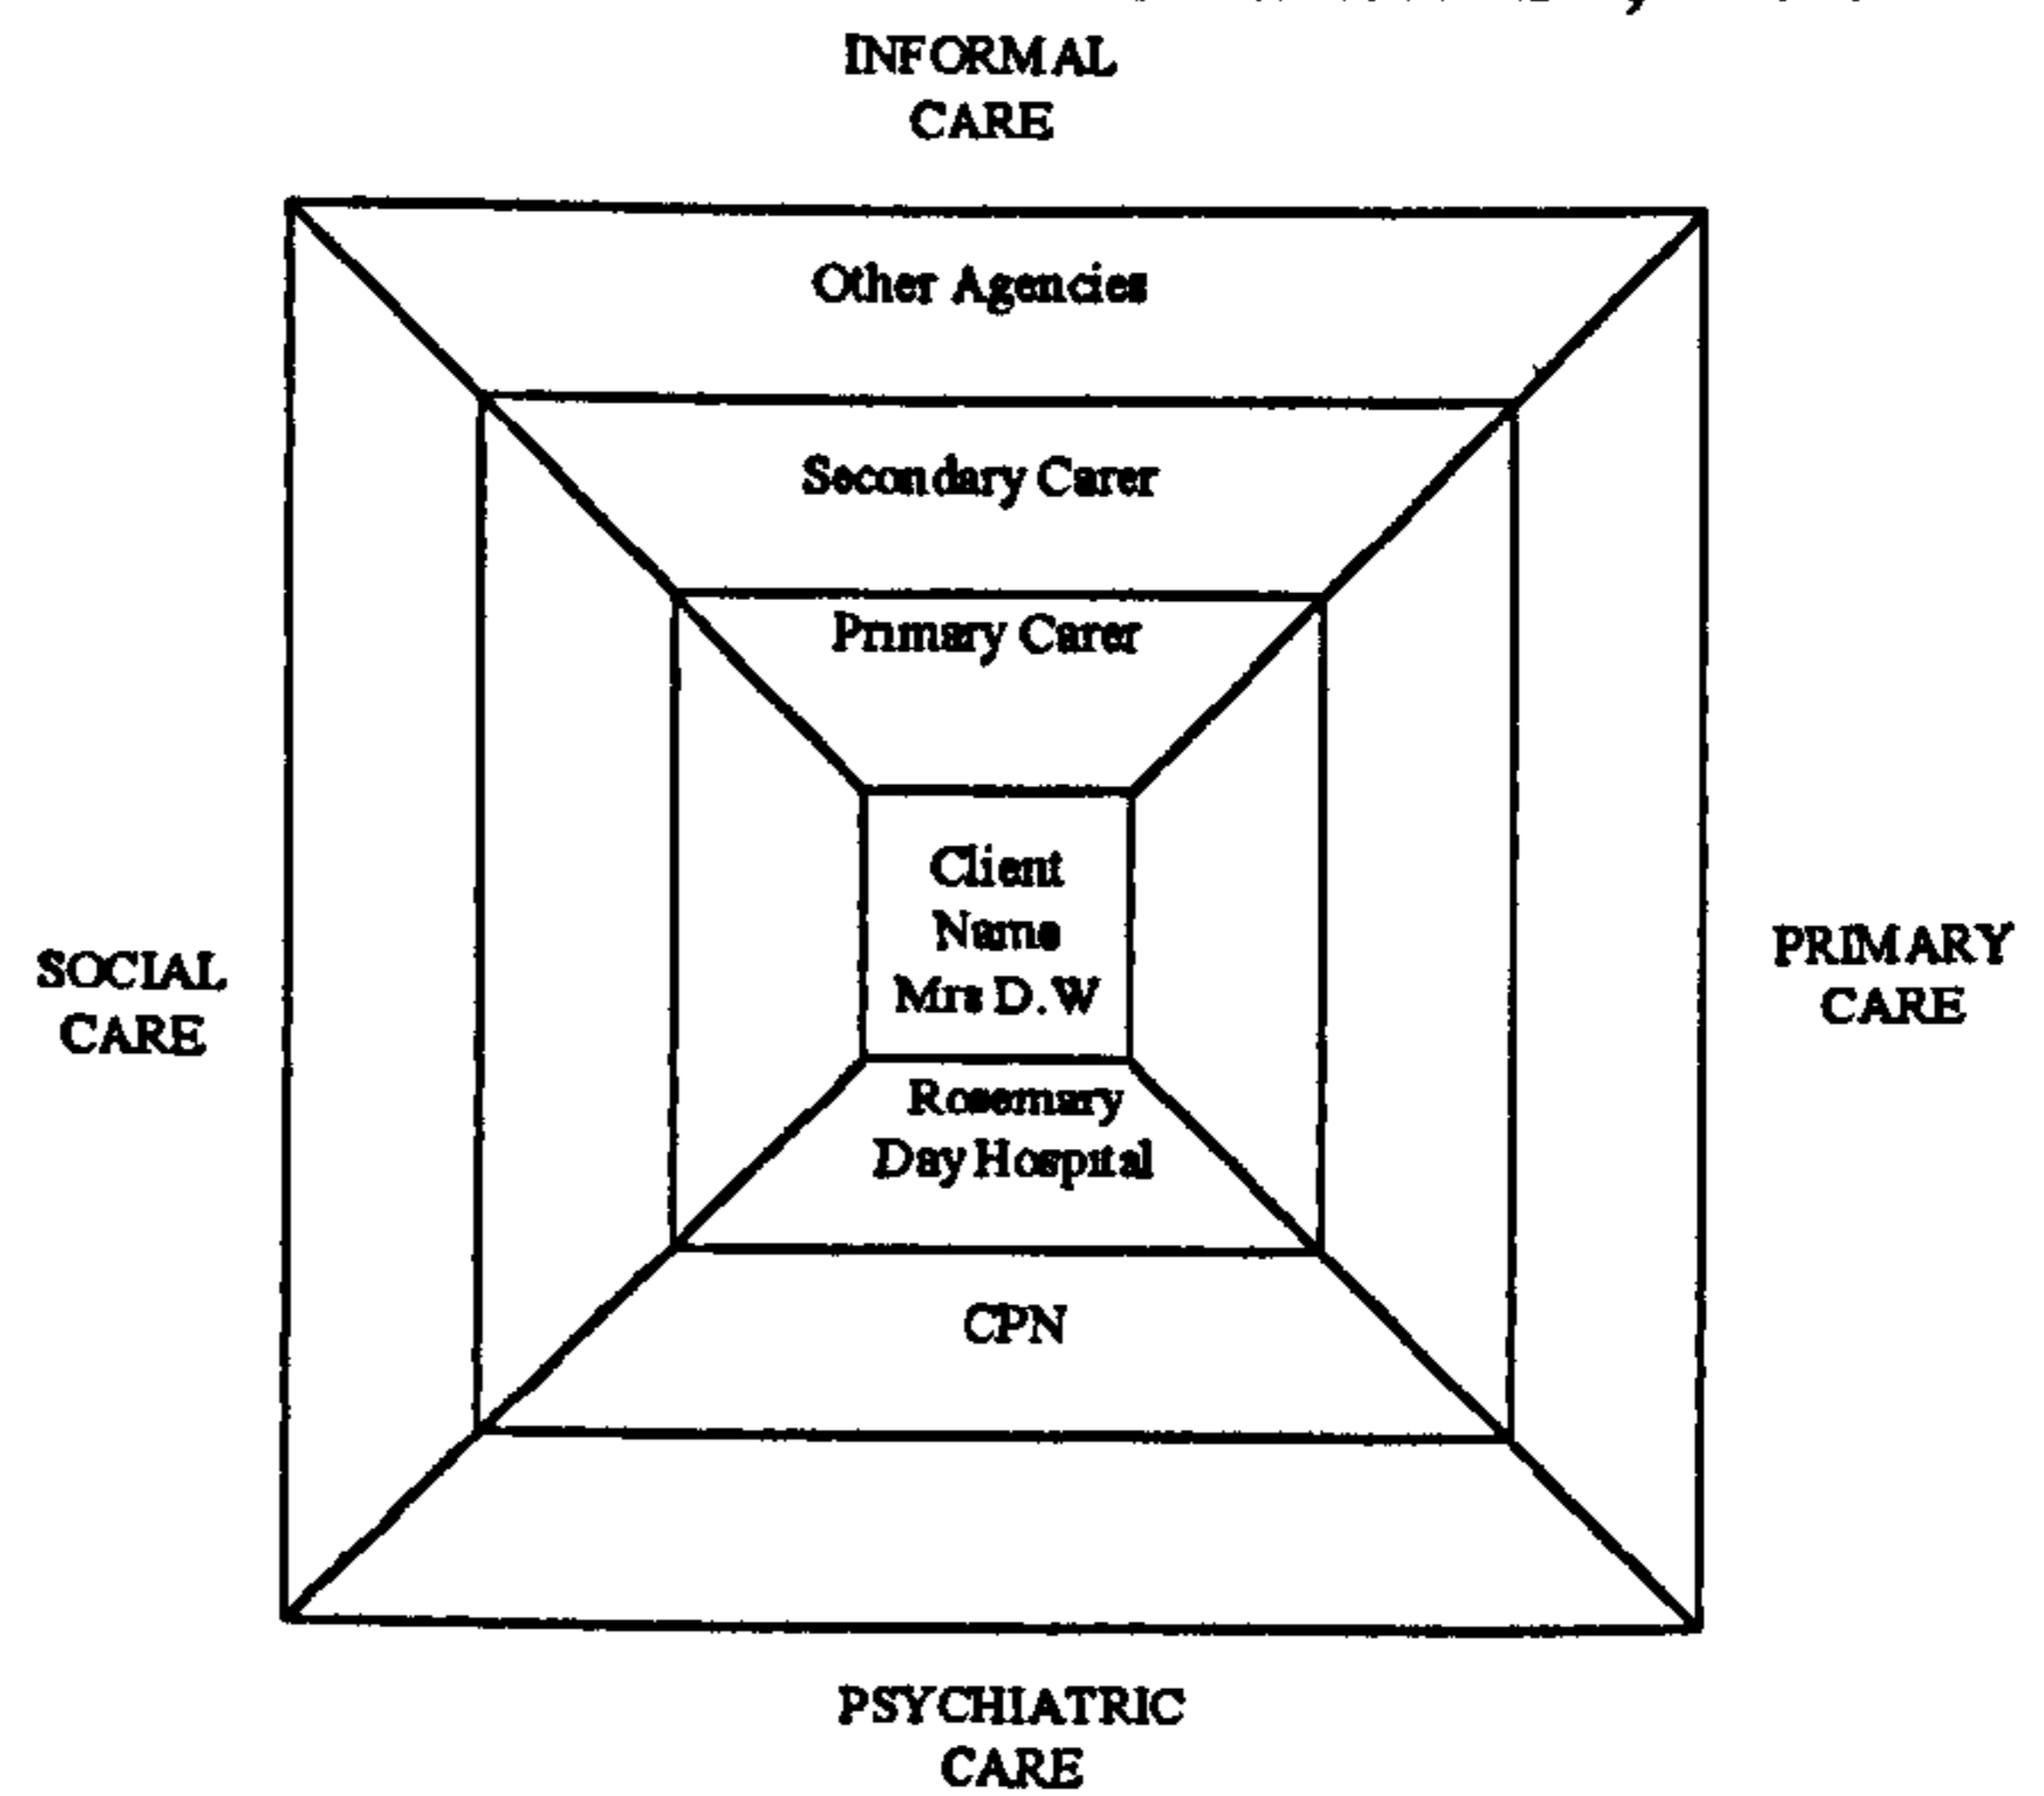 INFORMAL
CARE
Other Agencies
Secondary Carer
Primary Carer
Client
Name
Mrs D.W
SOCIAL
CARE
PRIMARY
CARE
Rosemary
Day Hospital
CPN
PSYCHIATRIC
CARE